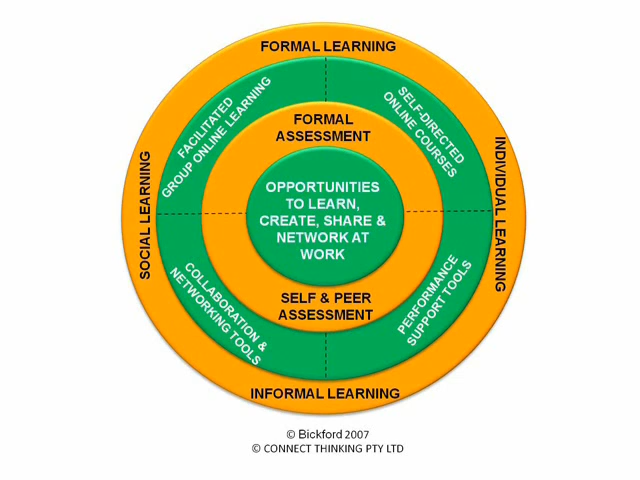 FORMAL LEARNING
FACILITATED
GROUP ONLINE LEARNING
SELF-DIRECTED
ONLINE COURSES
FORMAL
ASSESSMENT
SOCIAL LEARNING
INDIVIDUAL LEARNING
OPPORTUNITIES
TO LEARN,
CREATE, SHARE &
NETWORK AT
WORK
COLLABORATION &
NETWORKING TOOLS
PERFORMANCE
SUPPORT TOOLS
SELF & PEER
ASSESSMENT
INFORMAL LEARNING
© Bickford 2007
© CONNECT THINKING PTY LTD